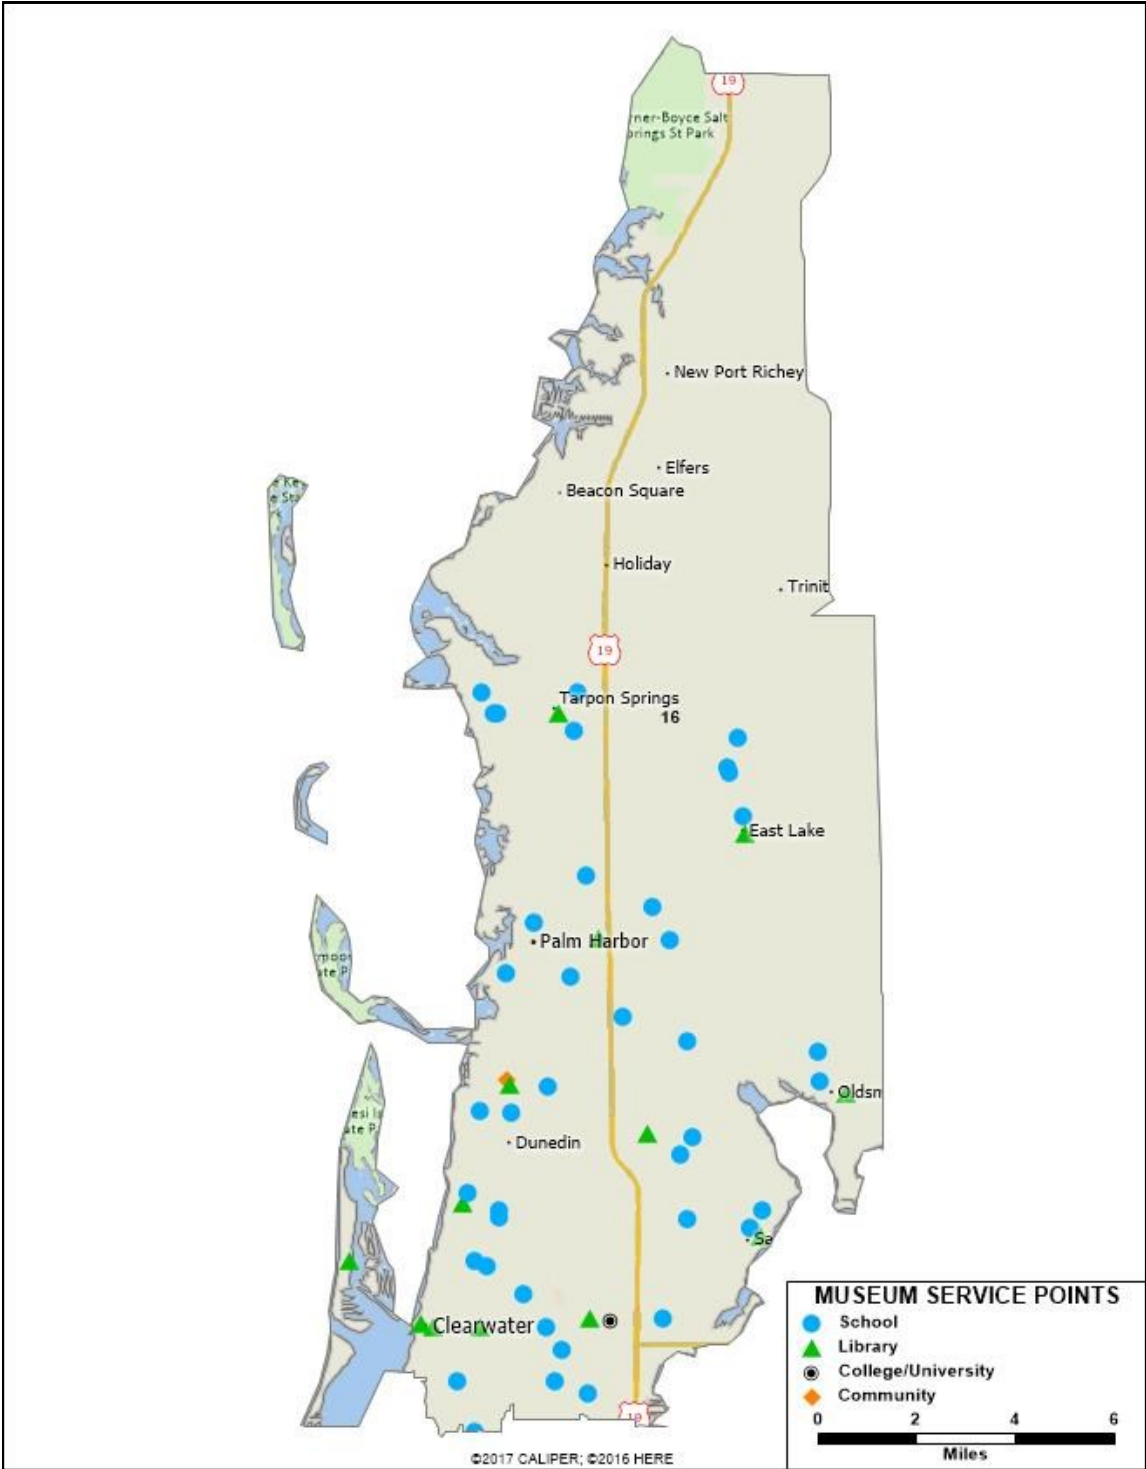 19
rner-Boyce Salt
prings St Park
New Port Richey
Elfers
Beacon Square
Holiday
Trinit
19
Tarpon Springs
16
East Lake
Palm Harbor
Oldsn
Dunedin
Sa
Clearwater
19
MUSEUM SERVICE POINTS
School
Library
College/University
Community
0 2 4 6
Miles
©2017 CALIPER; ©2016 HERE